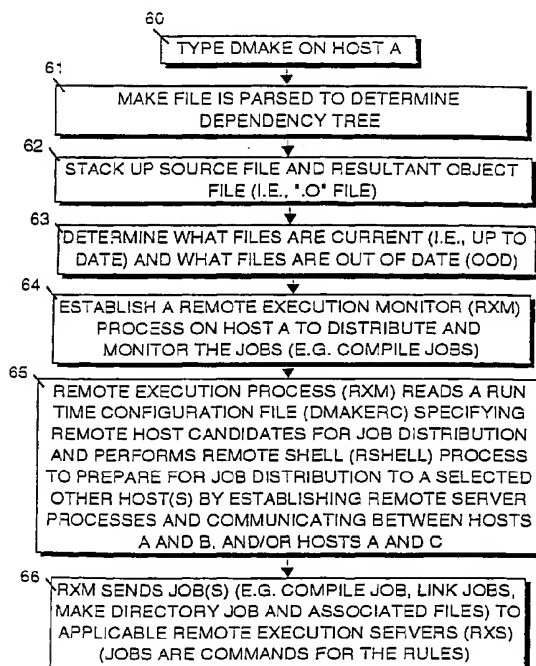 60
TYPE DMAKE ON HOST A
61
MAKE FILE IS PARSED TO DETERMINE
DEPENDENCY TREE
62
STACK UP SOURCE FILE AND RESULTANT OBJECT
FILE (I.E., ".O" FILE)
63
DETERMINE WHAT FILES ARE CURRENT (I.E., UP TO
DATE) AND WHAT FILES ARE OUT OF DATE (OOD)
64
ESTABLISH A REMOTE EXECUTION MONITOR (RXM)
PROCESS ON HOST A TO DISTRIBUTE AND
MONITOR THE JOBS (E.G. COMPILE JOBS)
65
REMOTE EXECUTION PROCESS (RXM) READS A RUN
TIME CONFIGURATION FILE (DMAKERC) SPECIFYING
REMOTE HOST CANDIDATES FOR JOB DISTRIBUTION
AND PERFORMS REMOTE SHELL (RSHELL) PROCESS
TO PREPARE FOR JOB DISTRIBUTION TO A SELECTED
OTHER HOST(S) BY ESTABLISHING REMOTE SERVER
PROCESSES AND COMMUNICATING BETWEEN HOSTS
A AND B, AND/OR HOSTS A AND C
66
RXM SENDS JOB(S) (E.G. COMPILE JOB, LINK JOBS,
MAKE DIRECTORY JOB AND ASSOCIATED FILES) TO
APPLICABLE REMOTE EXECUTION SERVERS (RXS)
(JOBS ARE COMMANDS FOR THE RULES)